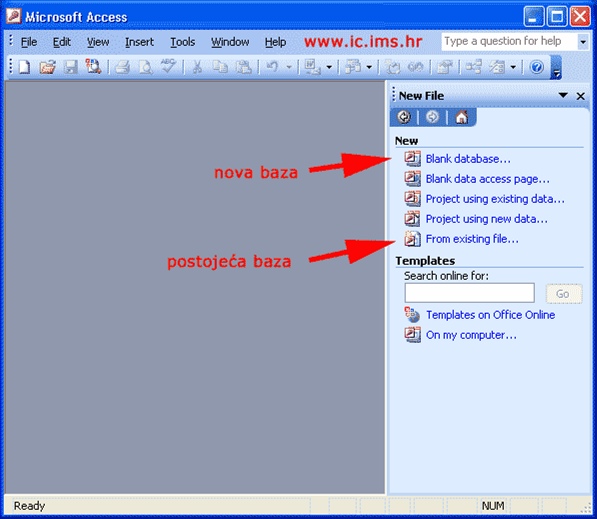 Microsoft Access
File Edit View Insert Tools Window Help www.ic.ims.hr Type a question for help
New File
New
nova baza
Blank database...
Blank data access page...
Project using existing data...
Project using new data...
postojeća baza
From existing file...
Templates
Search online for:
Go
Templates on Office Online
On my computer...
Ready NUM